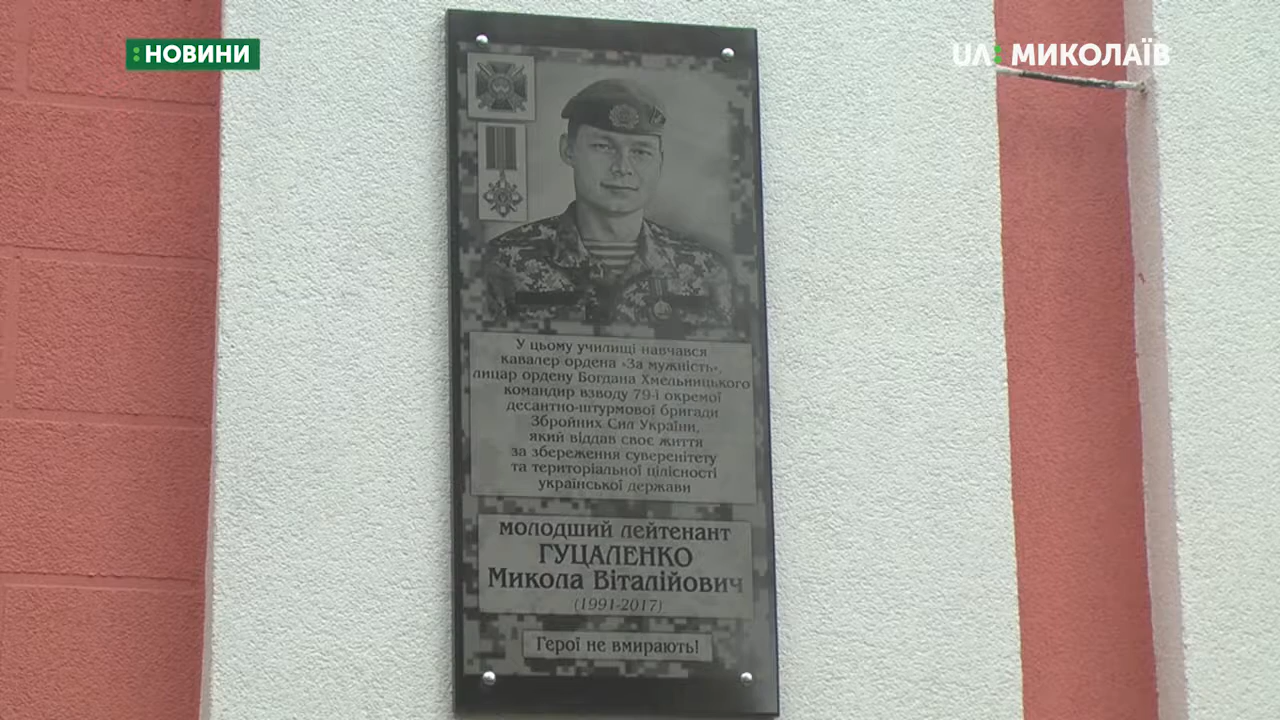 :НОВИНИ
UA: МИКОЛАЇВ
У цьому училищі навчався
кавалер ордена «За мужність»,
лицар ордену Богдана Хмельницького
командир взводу 79-ї окремої
десантно-штурмової бригади
Збройних Сил України,
який віддав своє життя
за збереження суверенітету
та територіальної цілісності
української держави
молодший лейтенант
ГУЦАЛЕНКО
Микола Віталійович
(1991-2017)
Герої не вмирають!